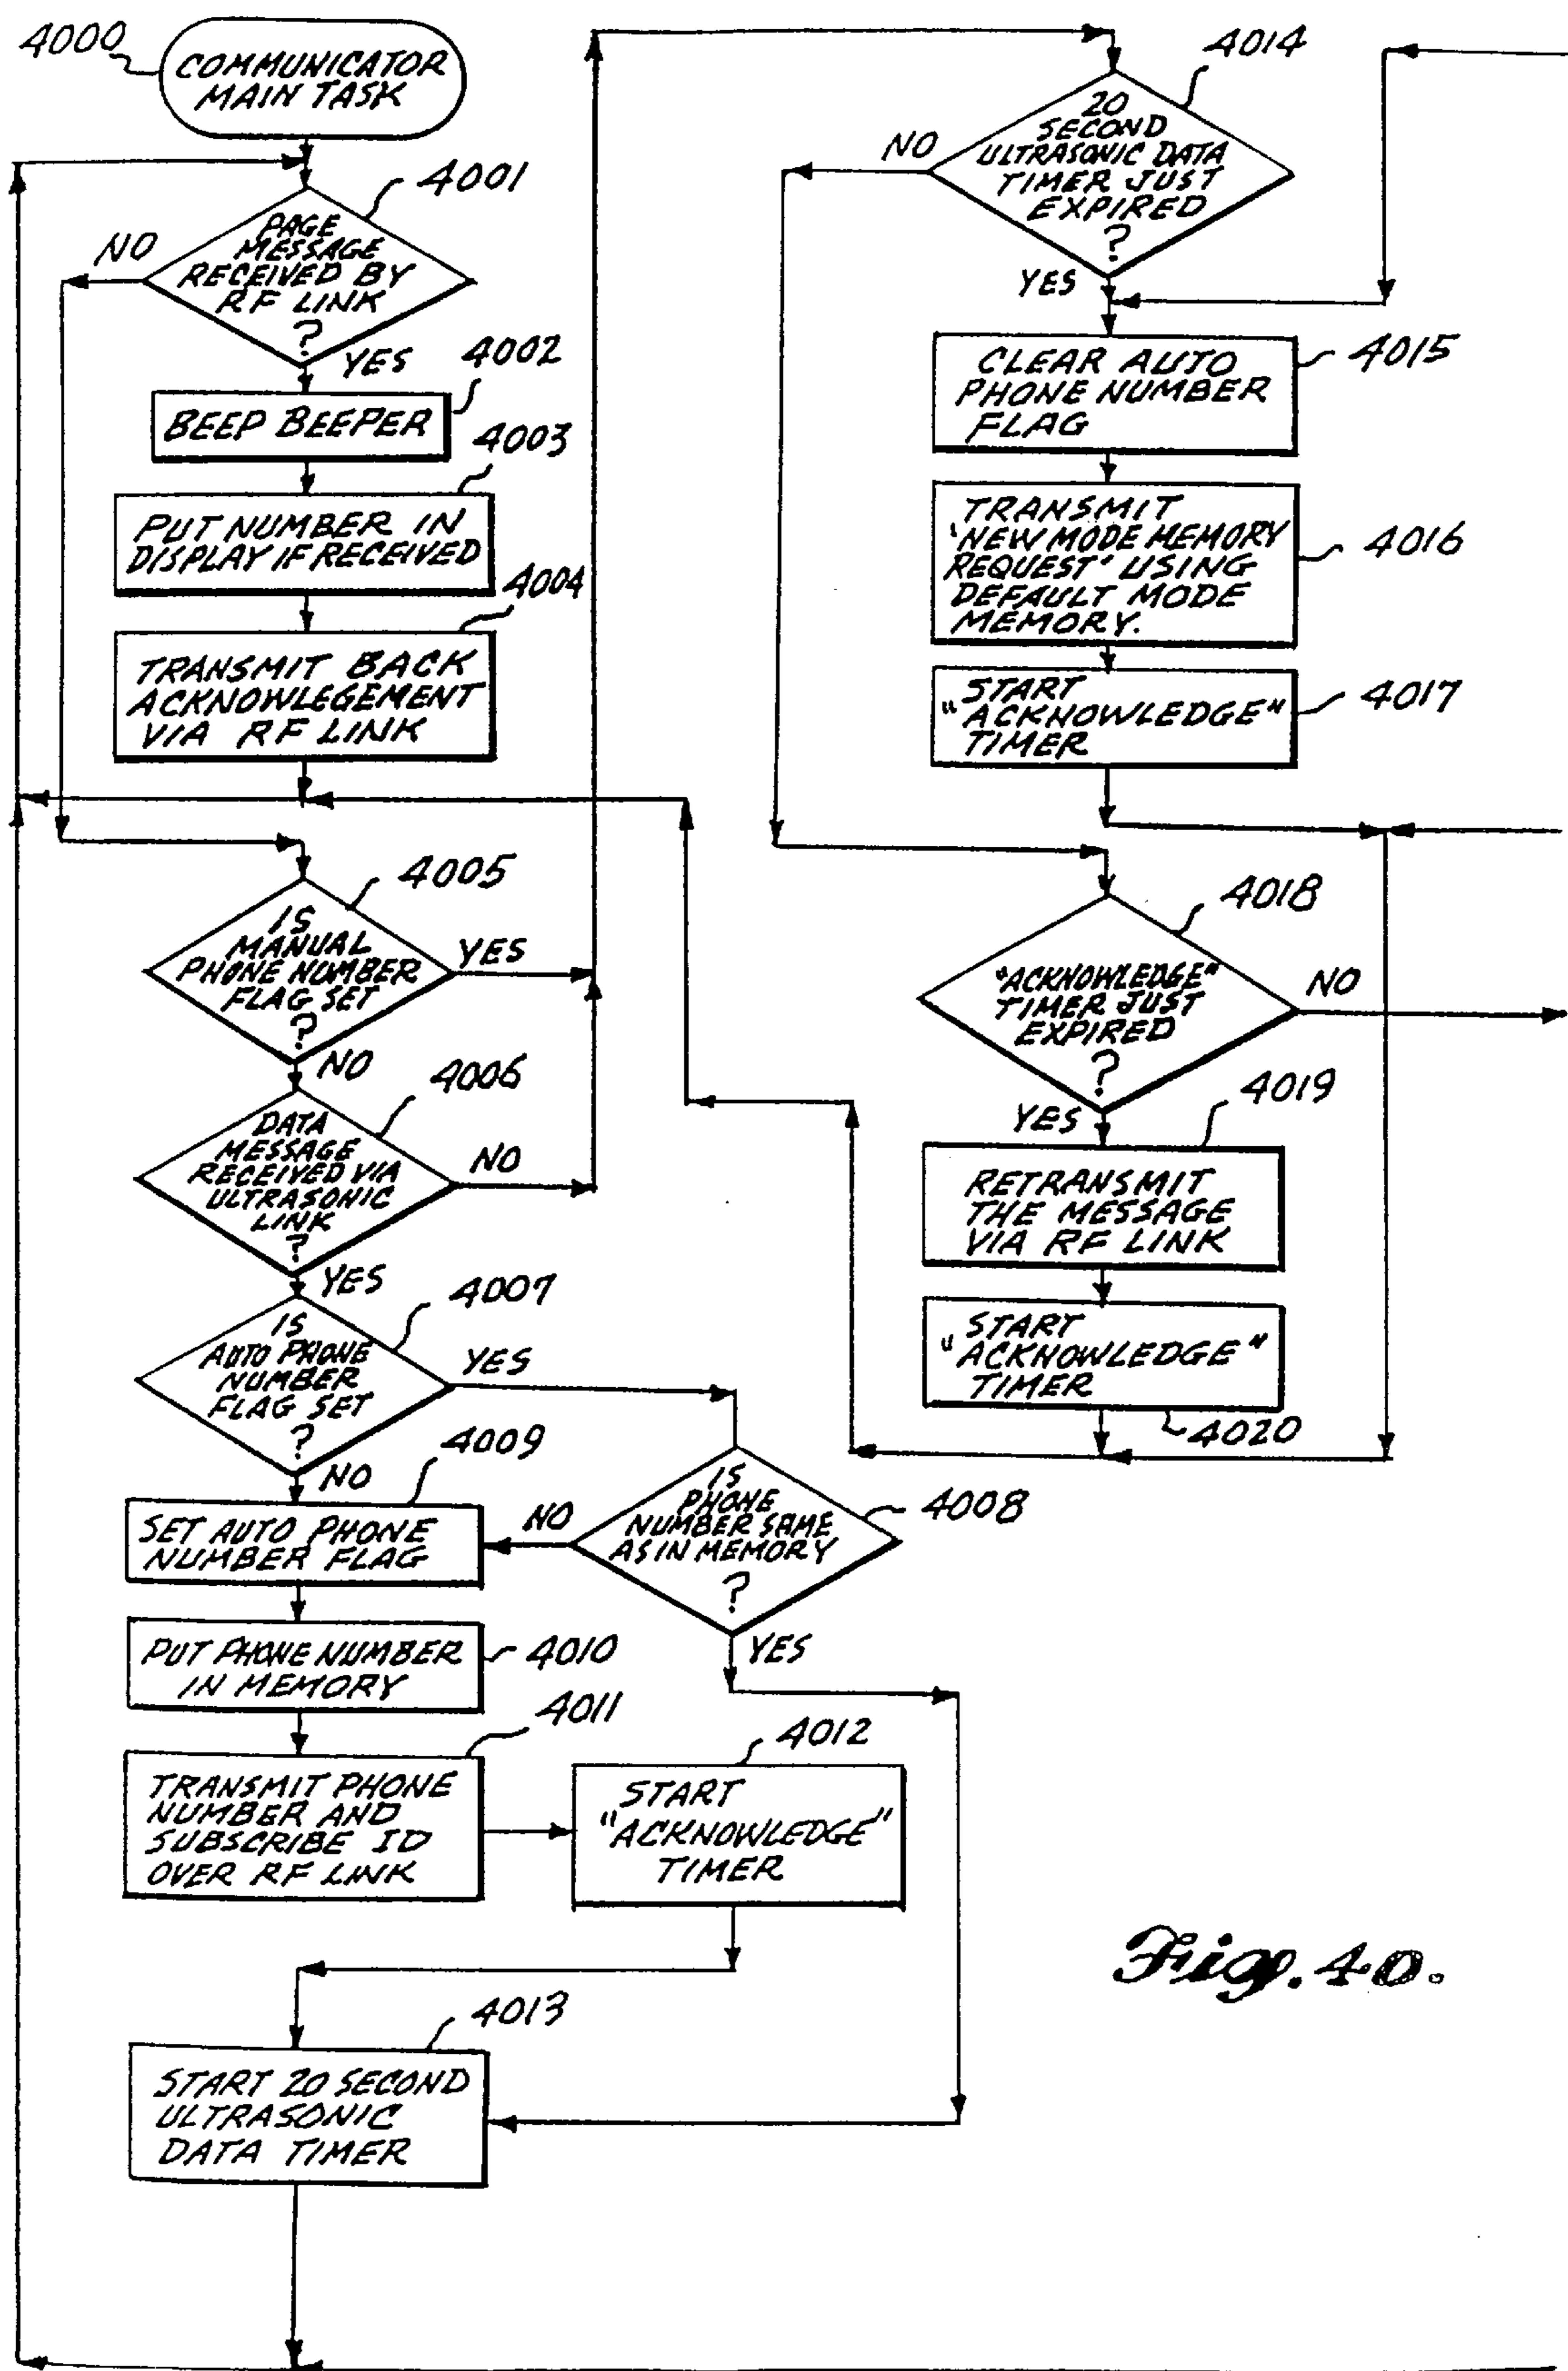 4000
COMMUNICATOR
MAIN TASK
4001
PAGE
MESSAGE
RECEIVED BY
RF LINK
?
NO
YES
4002
BEEP BEEPER
4003
PUT NUMBER IN
DISPLAY IF RECEIVED
4004
TRANSMIT BACK
ACKNOWLEGEMENT
VIA RF LINK
4005
IS
MANUAL
PHONE NUMBER
FLAG SET
?
YES
NO
4006
DATA
MESSAGE
RECEIVED VIA
ULTRASONIC
LINK
?
NO
YES
4007
IS
AUTO PHONE
NUMBER
FLAG SET
?
YES
NO
4009
SET AUTO PHONE
NUMBER FLAG
4008
IS
PHONE
NUMBER SAME
AS IN MEMORY
?
NO
YES
4010
PUT PHONE NUMBER
IN MEMORY
4011
TRANSMIT PHONE
NUMBER AND
SUBSCRIBE ID
OVER RF LINK
4012
START
"ACKNOWLEDGE"
TIMER
4013
START 20 SECOND
ULTRASONIC
DATA TIMER
4014
20
SECOND
ULTRASONIC DATA
TIMER JUST
EXPIRED
?
NO
YES
4015
CLEAR AUTO
PHONE NUMBER
FLAG
4016
TRANSMIT
'NEW MODE MEMORY
REQUEST' USING
DEFAULT MODE
MEMORY.
4017
START
"ACKNOWLEDGE"
TIMER
4018
"ACKNOWLEDGE"
TIMER JUST
EXPIRED
?
NO
YES
4019
RETRANSMIT
THE MESSAGE
VIA RF LINK
START
"ACKNOWLEDGE"
TIMER
4020
Fig. 40.